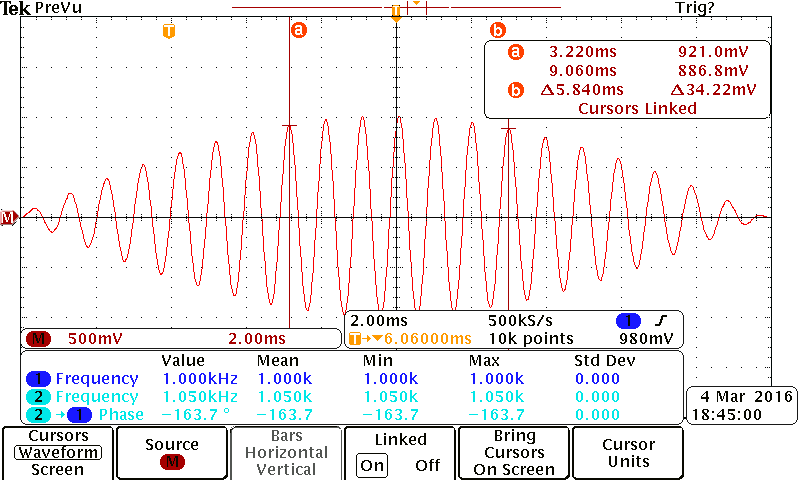 Tek PreVu Trig?
T T a b
a 3.220ms 921.0mV
9.060ms 886.8mV
b Δ5.840ms Δ34.22mV
Cursors Linked
M
M 500mV 2.00ms
2.00ms 500kS/s 1
T→▼6.06000ms 10k points 980mV
Value Mean Min Max Std Dev
1 Frequency 1.000kHz 1.000k 1.000k 1.000k 0.000
2 Frequency 1.050kHz 1.050k 1.050k 1.050k 0.000
2 → 1 Phase −163.7 ° −163.7 −163.7 −163.7 0.000
4 Mar 2016
18:45:00
Cursors
Waveform
Screen
Source
M
Bars
Horizontal
Vertical
Linked
On Off
Bring
Cursors
On Screen
Cursor
Units